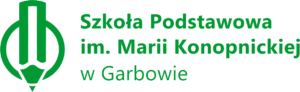 Szkoła Podstawowa
im. Marii Konopnickiej
w Garbowie